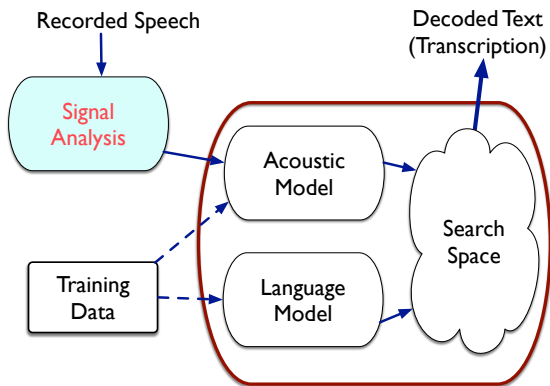 Recorded Speech
Decoded Text
(Transcription)
Signal
Analysis
Acoustic
Model
Search
Space
Training
Data
Language
Model